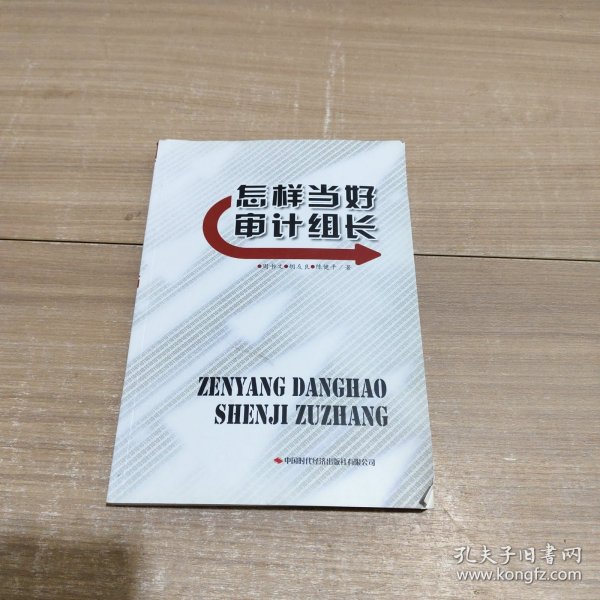 怎样当好
审计组长
ZENYANG DANGHAO
SHENJI ZUZHANG
中国时代经济出版社有限公司
孔夫子旧书网
www.kongfz.com